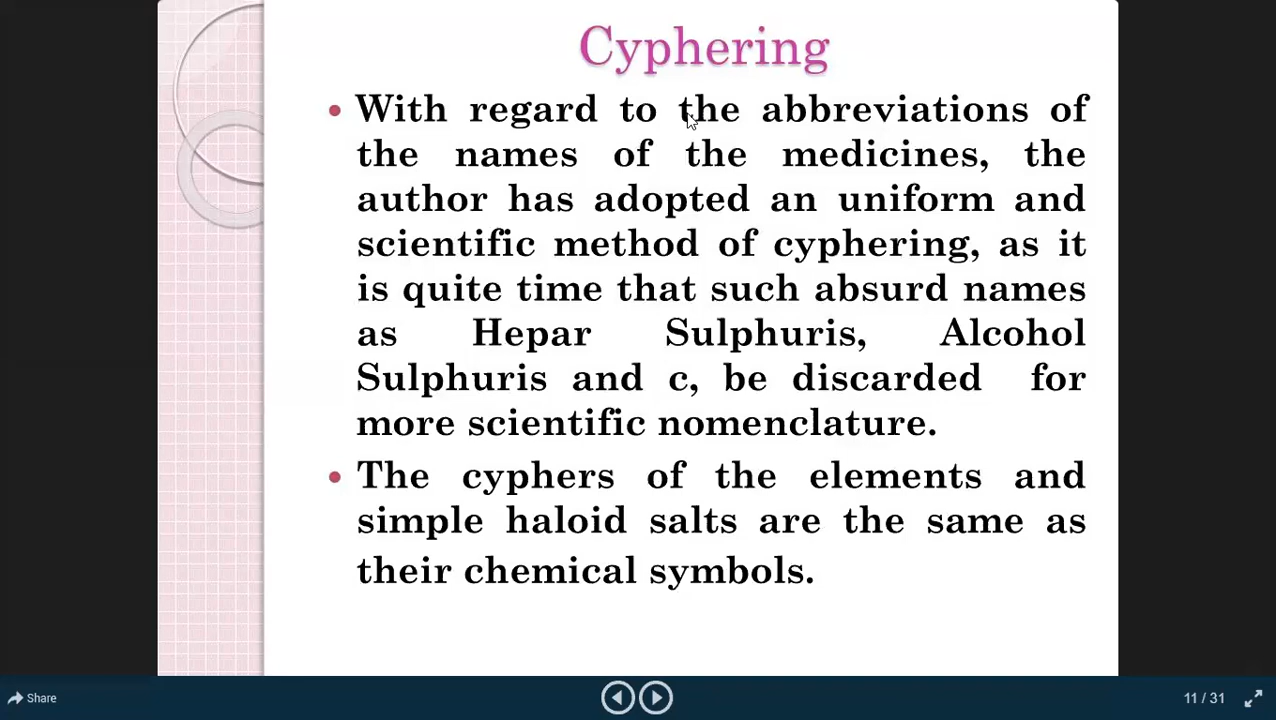 Cyphering
• With regard to the abbreviations of
the names of the medicines, the
author has adopted an uniform and
scientific method of cyphering, as it
is quite time that such absurd names
as Hepar Sulphuris, Alcohol
Sulphuris and c, be discarded for
more scientific nomenclature.
• The cyphers of the elements and
simple haloid salts are the same as
their chemical symbols.
Share
11 / 31